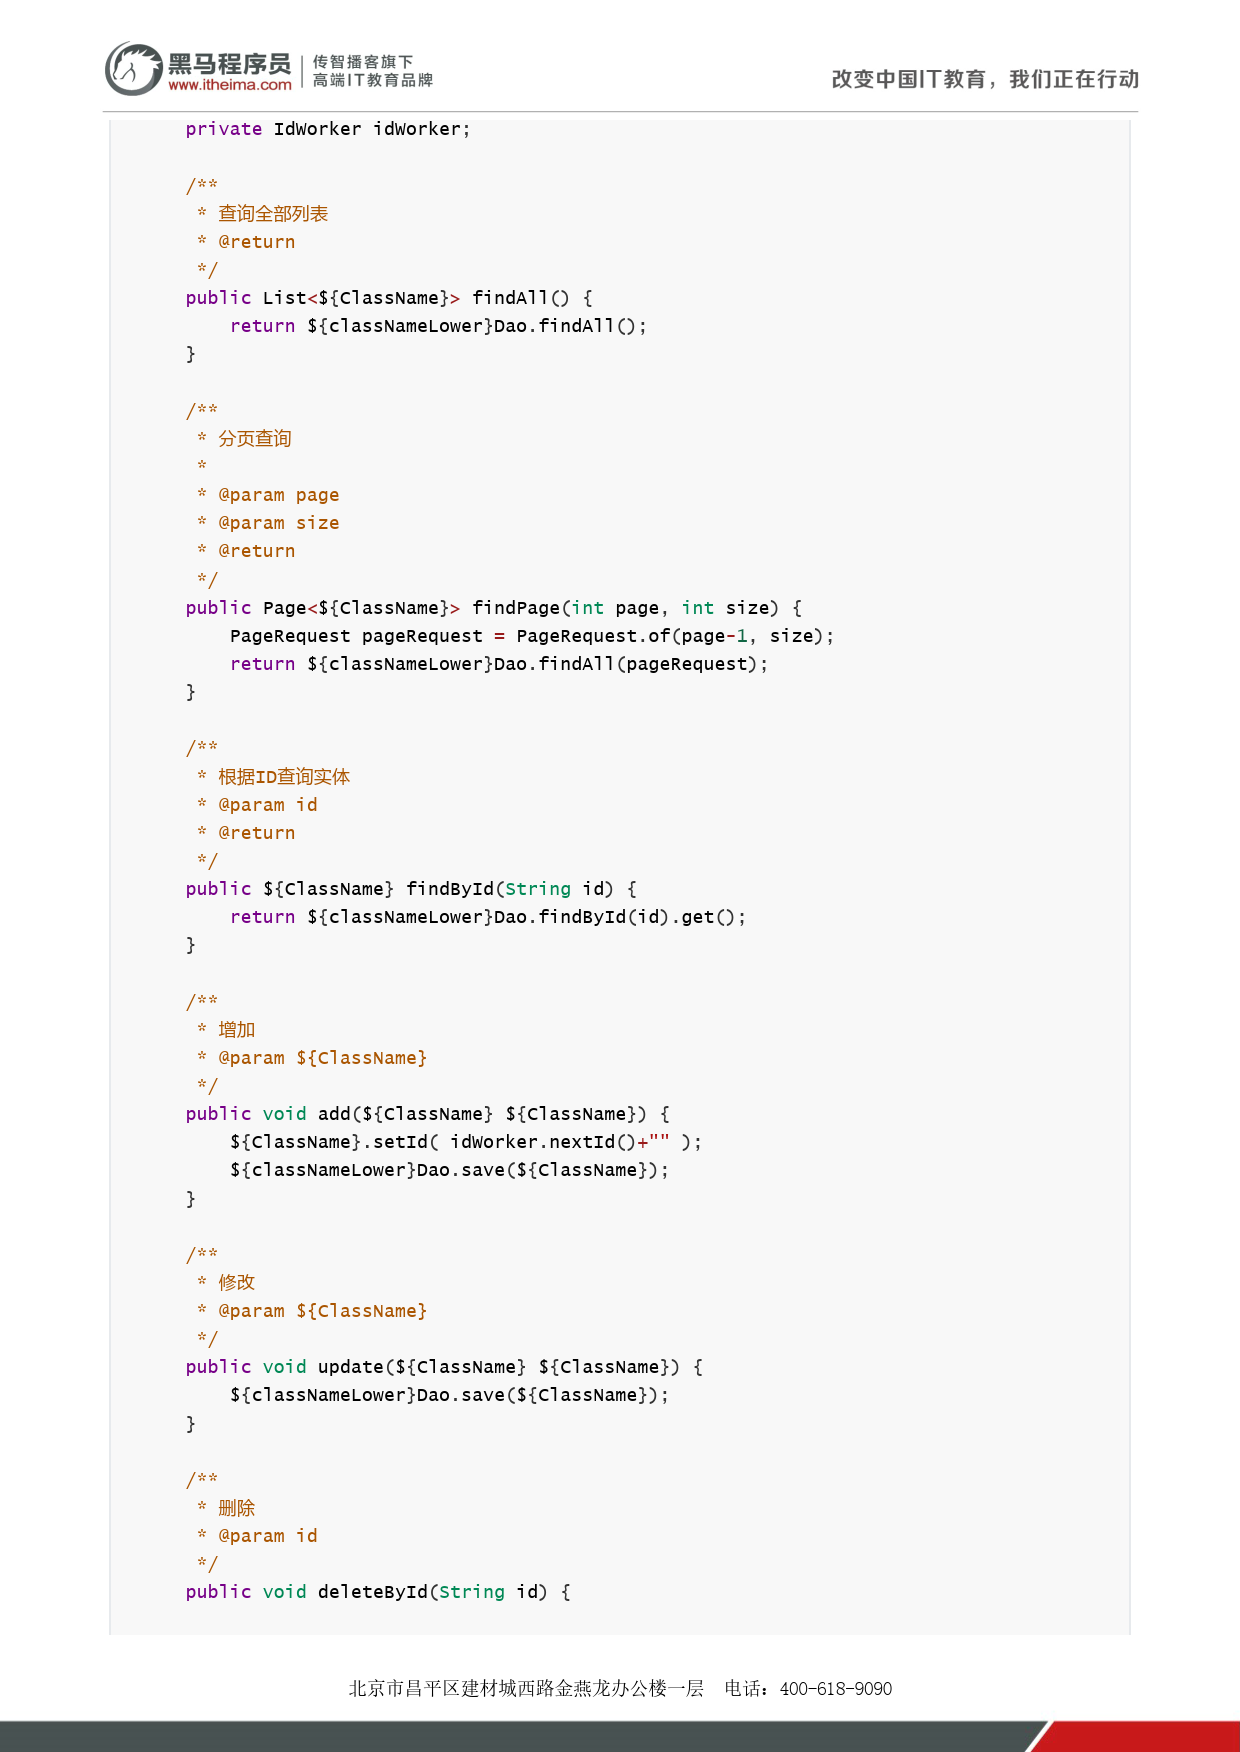 黑马程序员
www.itheima.com
传智播客旗下
高端IT教育品牌
改变中国IT教育，我们正在行动
private IdWorker idWorker;
/**
 * 查询全部列表
 * @return
 */
public List<${ClassName}> findAll() {
    return ${classNameLower}Dao.findAll();
}
/**
 * 分页查询
 *
 * @param page
 * @param size
 * @return
 */
public Page<${ClassName}> findPage(int page, int size) {
    PageRequest pageRequest = PageRequest.of(page-1, size);
    return ${classNameLower}Dao.findAll(pageRequest);
}
/**
 * 根据ID查询实体
 * @param id
 * @return
 */
public ${ClassName} findById(String id) {
    return ${classNameLower}Dao.findById(id).get();
}
/**
 * 增加
 * @param ${ClassName}
 */
public void add(${ClassName} ${ClassName}) {
    ${ClassName}.setId( idWorker.nextId()+"" );
    ${classNameLower}Dao.save(${ClassName});
}
/**
 * 修改
 * @param ${ClassName}
 */
public void update(${ClassName} ${ClassName}) {
    ${classNameLower}Dao.save(${ClassName});
}
/**
 * 删除
 * @param id
 */
public void deleteById(String id) {
北京市昌平区建材城西路金燕龙办公楼一层 电话：400-618-9090